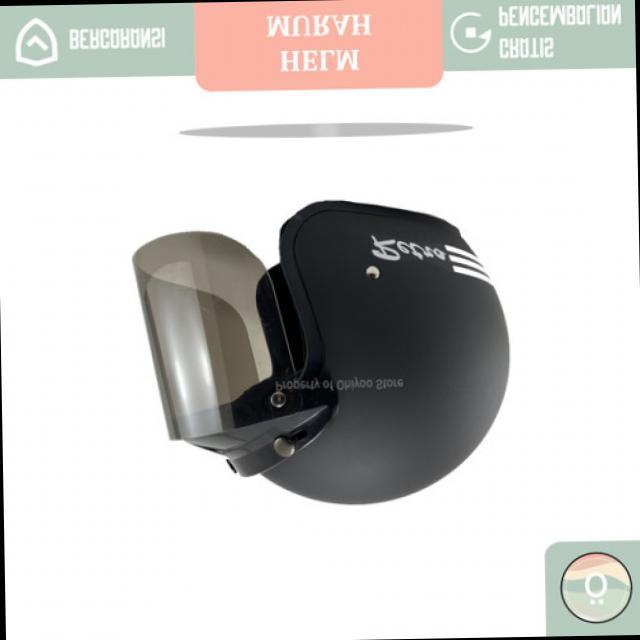 BERGARANSI
HELM
MURAH
GRATIS
PENGEMBALIAN
Retro
Property of Ohiyoo Store
Ö